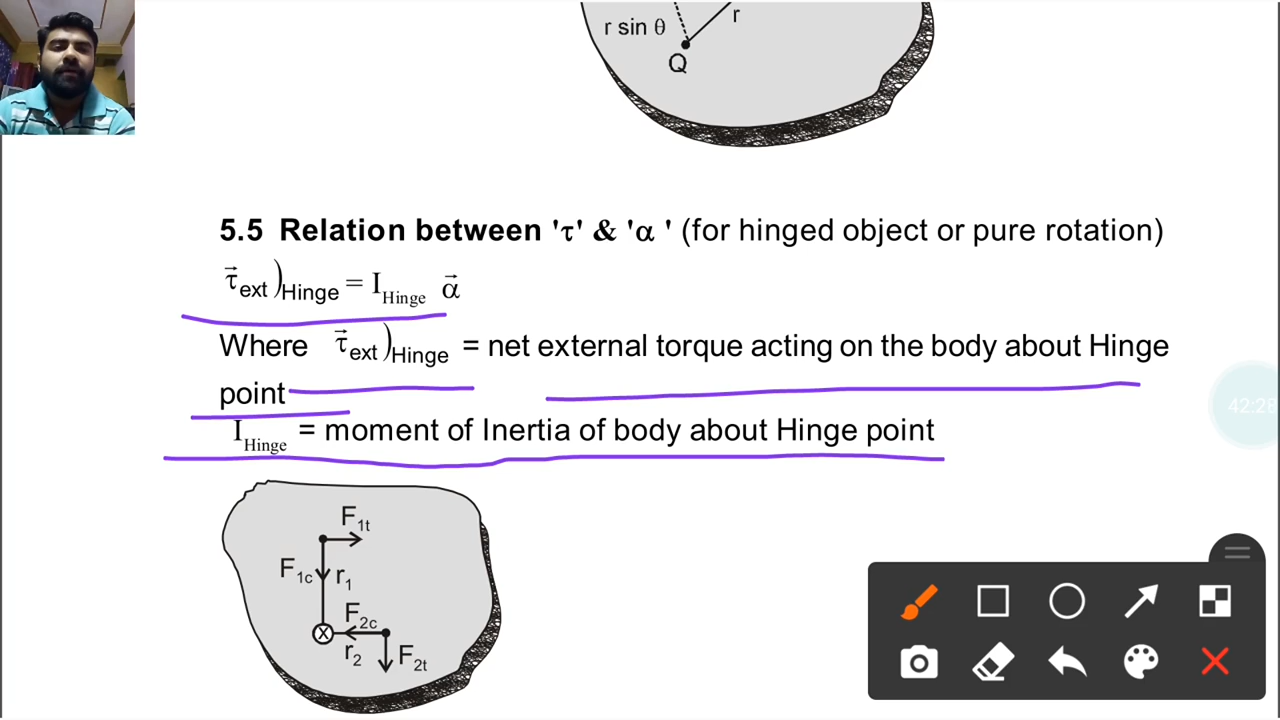 r sin θ
r
Q
5.5 Relation between 'τ' & 'α ' (for hinged object or pure rotation)
τ⃗ext)Hinge = IHinge α⃗
Where τ⃗ext)Hinge = net external torque acting on the body about Hinge
point
IHinge = moment of Inertia of body about Hinge point
42:28
F1t
F1c r1
F2c
X
r2 F2t